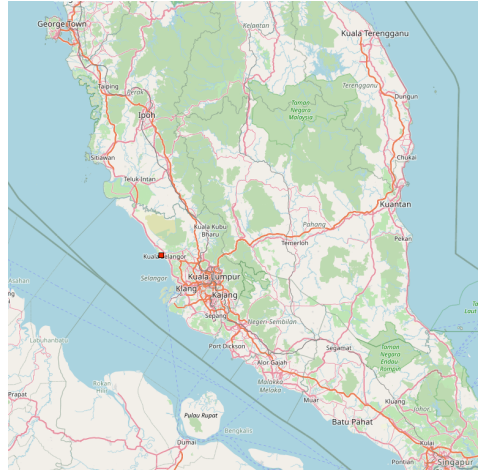 George Town
Kelantan
Kuala Terengganu
Taiping
Perak
Terengganu
Dungun
Ipoh
Taman
Negara
Malaysia
Sitiawan
Chukai
Teluk Intan
Kuantan
Kuala Kubu
Bharu
Pahang
Temerloh
Pekan
Kuala Selangor
Selangor
Kuala Lumpur
Klang
Kajang
Sepang
Negeri Sembilan
Port Dickson
Segamat
Taman
Negara
Endau
Rompin
Alor Gajah
Melaka
Muar
Kluang
Johor
Batu Pahat
Rokan
Prapat
Pulau Rupat
Bengkalis
Dumai
Kulai
Pontian
Singapur